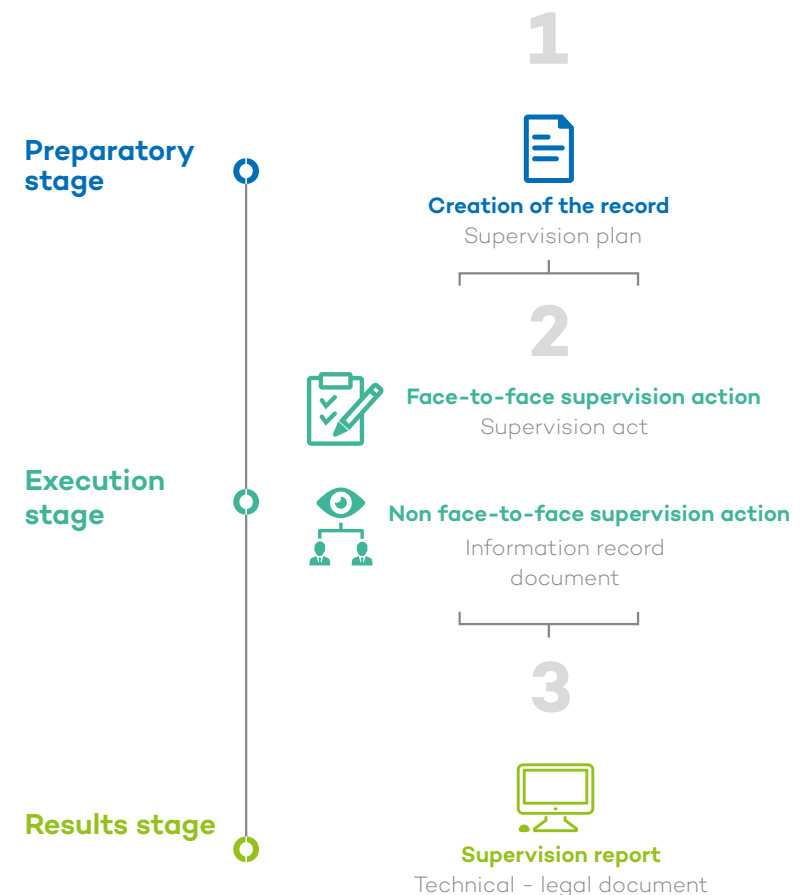 1
Preparatory
stage
Creation of the record
Supervision plan
2
Face-to-face supervision action
Supervision act
Execution
stage
Non face-to-face supervision action
Information record
document
3
Results stage
Supervision report
Technical - legal document